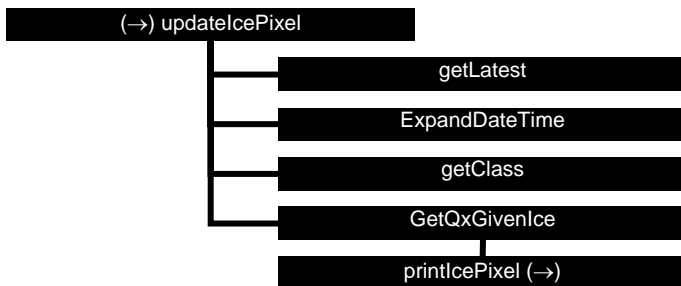 (→) updateIcePixel
getLatest
ExpandDateTime
getClass
GetQxGivenIce
printIcePixel (→)